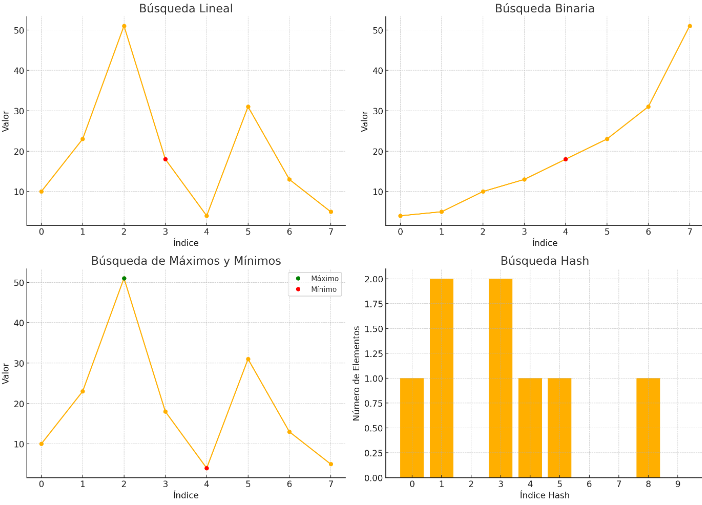 Búsqueda Lineal
50
40
30
20
10
Valor
0 1 2 3 4 5 6 7
Índice
Búsqueda Binaria
50
40
30
20
10
Valor
0 1 2 3 4 5 6 7
Índice
Búsqueda de Máximos y Mínimos
Máximo
Mínimo
50
40
30
20
10
Valor
0 1 2 3 4 5 6 7
Índice
Búsqueda Hash
2.00
1.75
1.50
1.25
1.00
0.75
0.50
0.25
0.00
Número de Elementos
0 1 2 3 4 5 6 7 8 9
Índice Hash